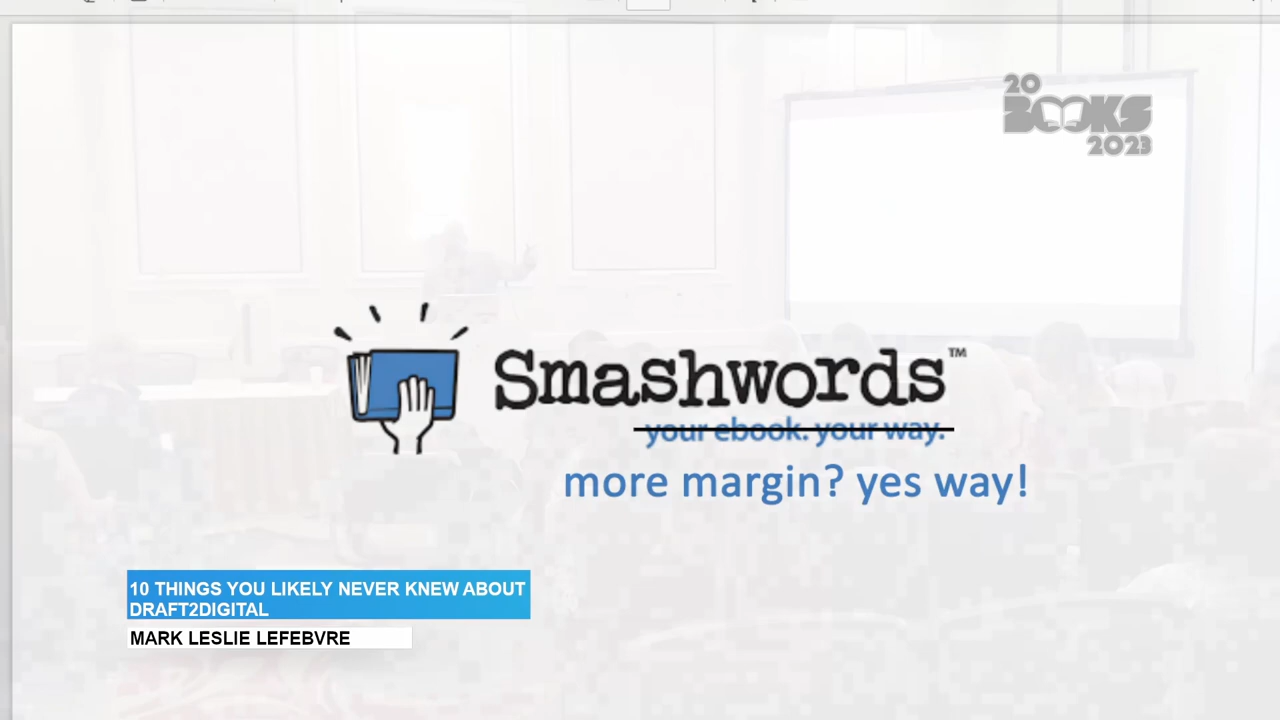 20
BOOKS
2023
Smashwords™
your ebook. your way.
more margin? yes way!
10 THINGS YOU LIKELY NEVER KNEW ABOUT
DRAFT2DIGITAL
MARK LESLIE LEFEBVRE